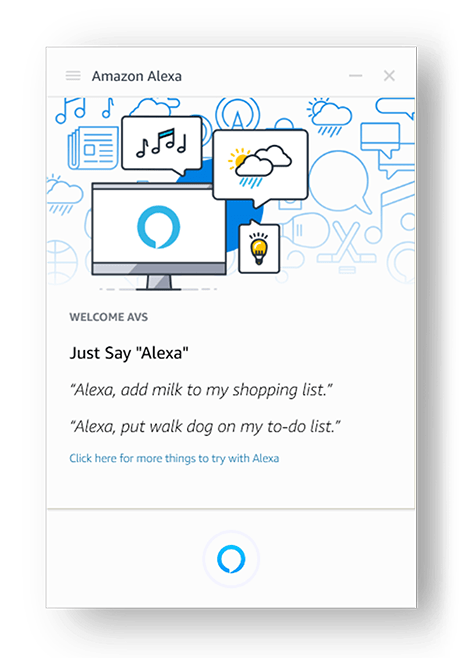 Amazon Alexa
WELCOME AVS
Just Say "Alexa"
“Alexa, add milk to my shopping list.”
“Alexa, put walk dog on my to-do list.”
Click here for more things to try with Alexa